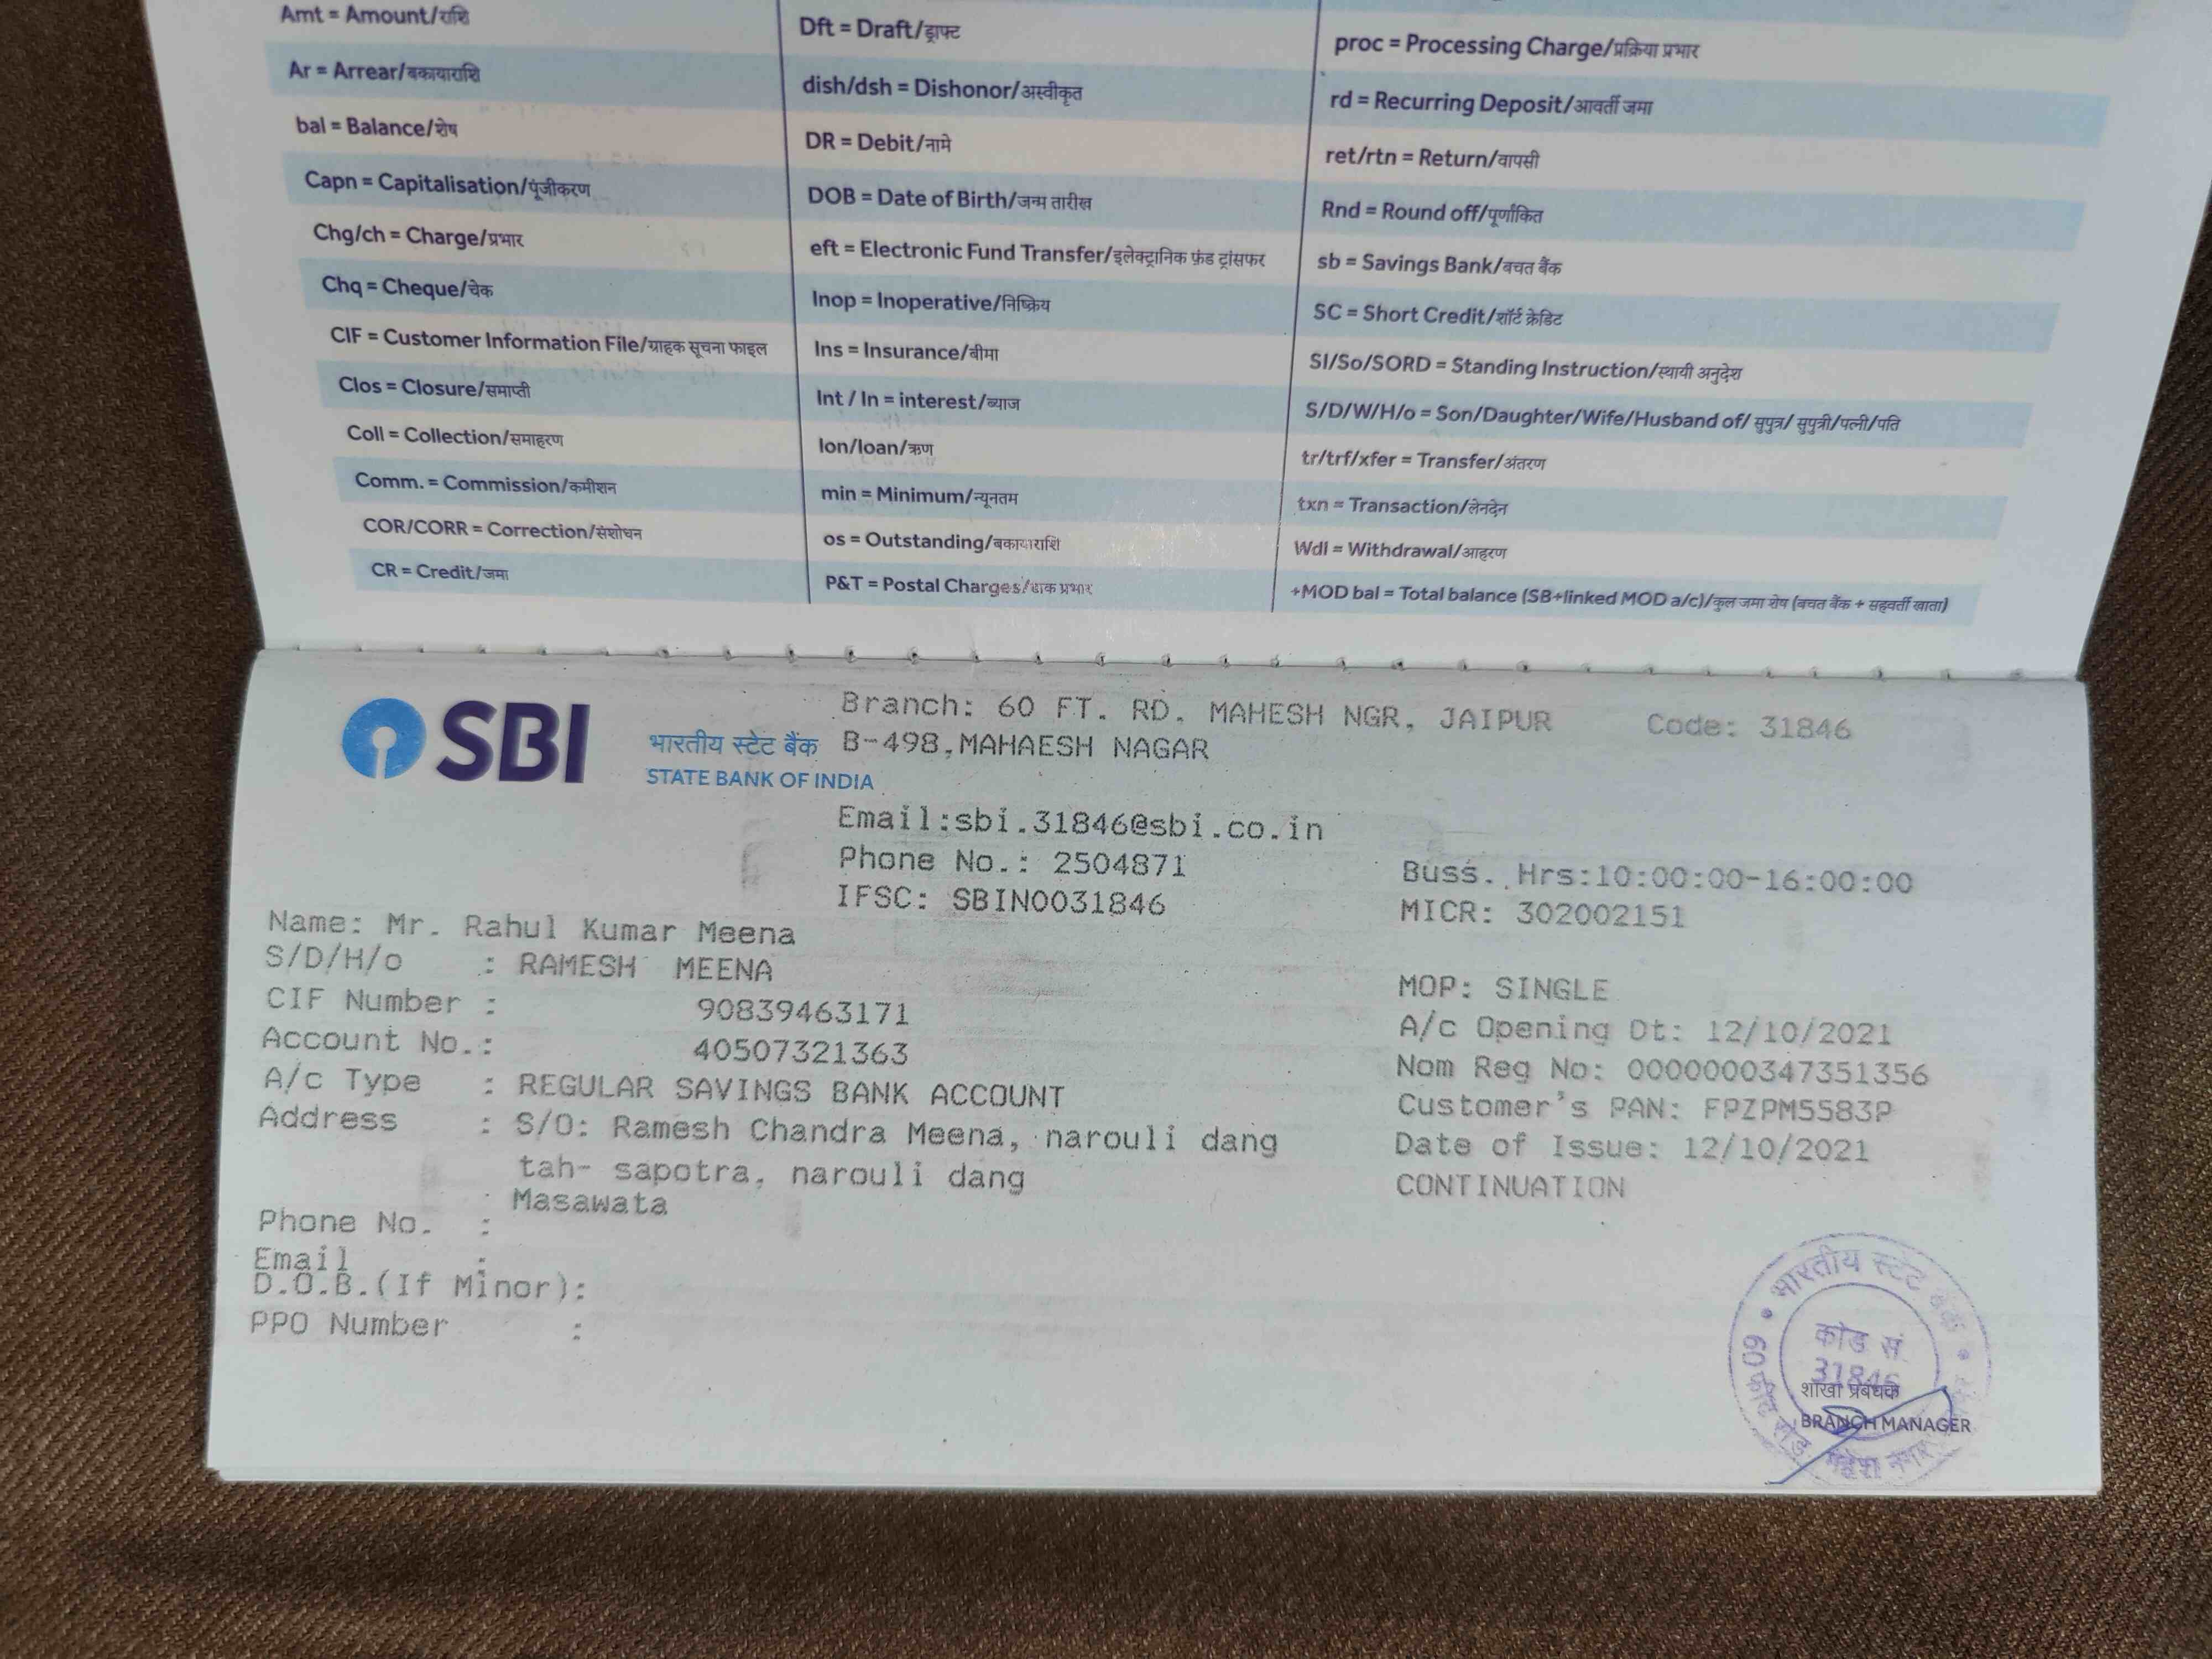 Amt = Amount/राशि
Ar = Arrear/बकायाराशि
bal = Balance/शेष
Capn = Capitalisation/पूंजीकरण
Chg/ch = Charge/प्रभार
Chq = Cheque/चेक
CIF = Customer Information File/ग्राहक सूचना फाइल
Clos = Closure/समाप्ती
Coll = Collection/समाहरण
Comm. = Commission/कमीशन
COR/CORR = Correction/संशोधन
CR = Credit/जमा
Dft = Draft/ड्राफ्ट
dish/dsh = Dishonor/अस्वीकृत
DR = Debit/नामे
DOB = Date of Birth/जन्म तारीख
eft = Electronic Fund Transfer/इलेक्ट्रानिक फ़ंड ट्रांसफर
Inop = Inoperative/निष्क्रिय
Ins = Insurance/बीमा
Int / In = interest/ब्याज
lon/loan/ऋण
min = Minimum/न्यूनतम
os = Outstanding/बकायाराशि
P&T = Postal Charges/डाक प्रभार
proc = Processing Charge/प्रक्रिया प्रभार
rd = Recurring Deposit/आवर्ती जमा
ret/rtn = Return/वापसी
Rnd = Round off/पूर्णांकित
sb = Savings Bank/बचत बैंक
SC = Short Credit/शॉर्ट क्रेडिट
SI/So/SORD = Standing Instruction/स्थायी अनुदेश
S/D/W/H/o = Son/Daughter/Wife/Husband of/ सुपुत्र/ सुपुत्री/पत्नी/पति
tr/trf/xfer = Transfer/अंतरण
txn = Transaction/लेनदेन
Wdl = Withdrawal/आहरण
+MOD bal = Total balance (SB+linked MOD a/c)/कुल जमा शेष (बचत बैंक + सहवर्ती खाता)
SBI
भारतीय स्टेट बैंक
STATE BANK OF INDIA
Branch: 60 FT. RD. MAHESH NGR, JAIPUR Code: 31846
B-498,MAHAESH NAGAR
Email:sbi.31846@sbi.co.in
Phone No.: 2504871
IFSC: SBIN0031846
Buss. Hrs:10:00:00-16:00:00
MICR: 302002151
Name: Mr. Rahul Kumar Meena
S/D/H/o : RAMESH MEENA
CIF Number : 90839463171
Account No.: 40507321363
A/c Type : REGULAR SAVINGS BANK ACCOUNT
Address : S/O: Ramesh Chandra Meena, narouli dang
tah- sapotra, narouli dang
Masawata
Phone No. :
Email :
D.O.B.(If Minor):
PPO Number :
MOP: SINGLE
A/c Opening Dt: 12/10/2021
Nom Reg No: 0000000347351356
Customer's PAN: FPZPM5583P
Date of Issue: 12/10/2021
CONTINUATION
भारतीय स्टेट बैंक
कोड सं
31846
60 फीट रोड महेश नगर
शाखा प्रबंधक
BRANCH MANAGER